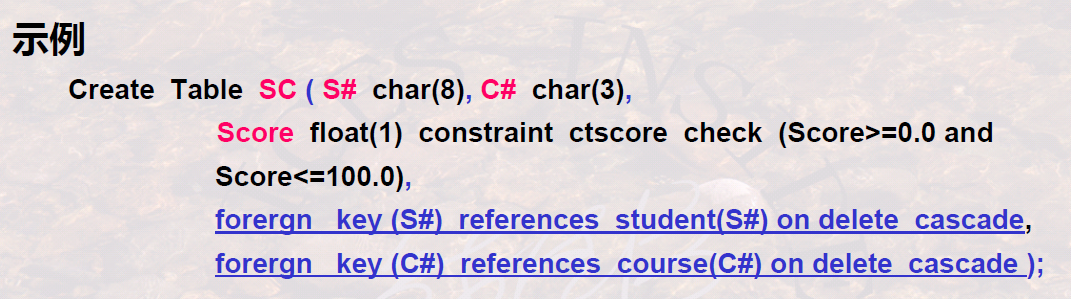 示例
Create Table SC ( S# char(8), C# char(3),
Score float(1) constraint ctscore check (Score>=0.0 and
Score<=100.0),
forergn key (S#) references student(S#) on delete cascade,
forergn key (C#) references course(C#) on delete cascade );